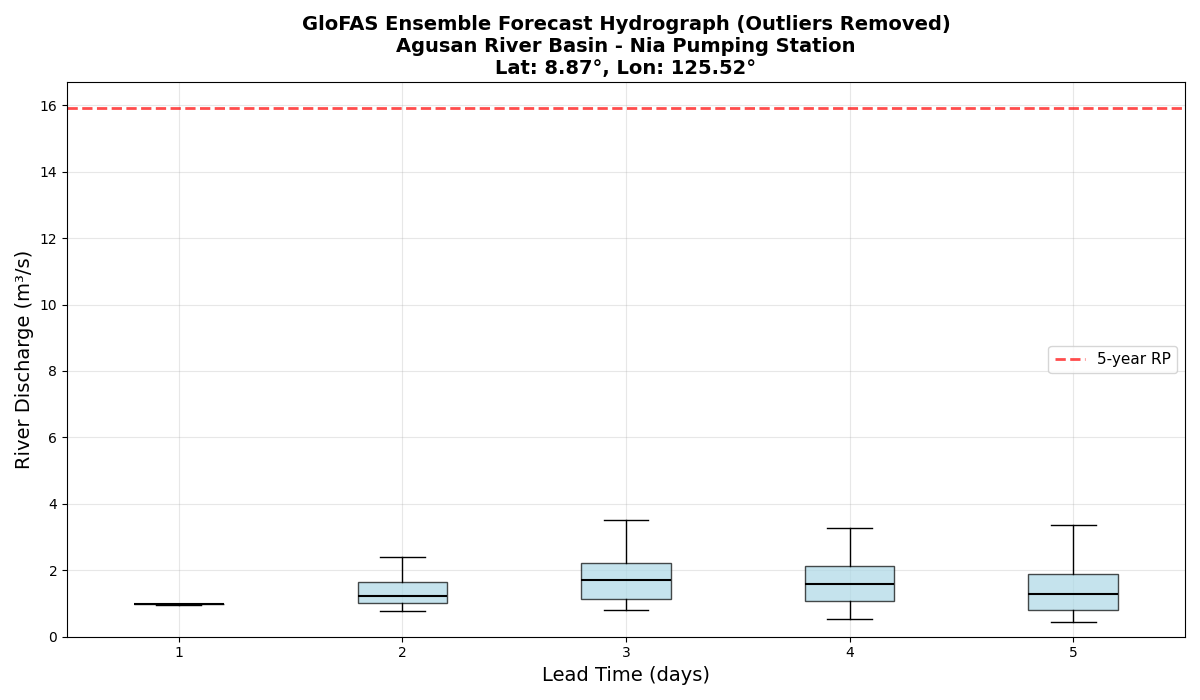 GloFAS Ensemble Forecast Hydrograph (Outliers Removed)
Agusan River Basin - Nia Pumping Station
Lat: 8.87°, Lon: 125.52°
River Discharge (m³/s)
16
14
12
10
8
6
4
2
0
5-year RP
1 2 3 4 5
Lead Time (days)